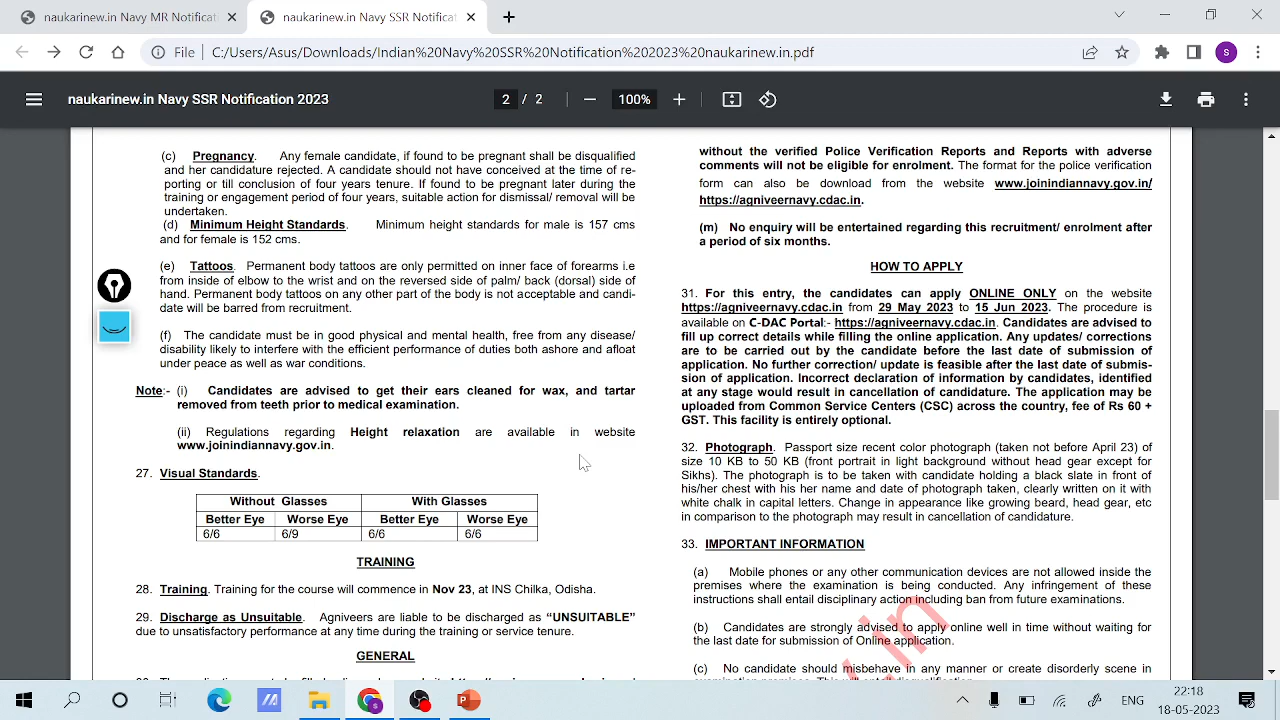 naukarinew.in Navy MR Notificat
naukarinew.in Navy SSR Notificat
File
C:/Users/Asus/Downloads/Indian%20Navy%20SSR%20Notification%202023%20naukarinew.in.pdf
S
naukarinew.in Navy SSR Notification 2023
2 / 2
100%
(c) Pregnancy. Any female candidate, if found to be pregnant shall be disqualified
and her candidature rejected. A candidate should not have conceived at the time of re-
porting or till conclusion of four years tenure. If found to be pregnant later during the
training or engagement period of four years, suitable action for dismissal/ removal will be
undertaken.
(d) Minimum Height Standards. Minimum height standards for male is 157 cms
and for female is 152 cms.
(e) Tattoos. Permanent body tattoos are only permitted on inner face of forearms i.e
from inside of elbow to the wrist and on the reversed side of palm/ back (dorsal) side of
hand. Permanent body tattoos on any other part of the body is not acceptable and candi-
date will be barred from recruitment.
(f) The candidate must be in good physical and mental health, free from any disease/
disability likely to interfere with the efficient performance of duties both ashore and afloat
under peace as well as war conditions.
Note:- (i) Candidates are advised to get their ears cleaned for wax, and tartar
removed from teeth prior to medical examination.
(ii) Regulations regarding Height relaxation are available in website
www.joinindiannavy.gov.in.
27. Visual Standards.
Without Glasses With Glasses
Better Eye Worse Eye Better Eye Worse Eye
6/6 6/9 6/6 6/6
TRAINING
28. Training. Training for the course will commence in Nov 23, at INS Chilka, Odisha.
29. Discharge as Unsuitable. Agniveers are liable to be discharged as “UNSUITABLE”
due to unsatisfactory performance at any time during the training or service tenure.
GENERAL
without the verified Police Verification Reports and Reports with adverse
comments will not be eligible for enrolment. The format for the police verification
form can also be download from the website www.joinindiannavy.gov.in/
https://agniveernavy.cdac.in.
(m) No enquiry will be entertained regarding this recruitment/ enrolment after
a period of six months.
HOW TO APPLY
31. For this entry, the candidates can apply ONLINE ONLY on the website
https://agniveernavy.cdac.in from 29 May 2023 to 15 Jun 2023. The procedure is
available on C-DAC Portal:- https://agniveernavy.cdac.in. Candidates are advised to
fill up correct details while filling the online application. Any updates/ corrections
are to be carried out by the candidate before the last date of submission of
application. No further correction/ update is feasible after the last date of submis-
sion of application. Incorrect declaration of information by candidates, identified
at any stage would result in cancellation of candidature. The application may be
uploaded from Common Service Centers (CSC) across the country, fee of Rs 60 +
GST. This facility is entirely optional.
32. Photograph. Passport size recent color photograph (taken not before April 23) of
size 10 KB to 50 KB (front portrait in light background without head gear except for
Sikhs). The photograph is to be taken with candidate holding a black slate in front of
his/her chest with his her name and date of photograph taken, clearly written on it with
white chalk in capital letters. Change in appearance like growing beard, head gear, etc
in comparison to the photograph may result in cancellation of candidature.
33. IMPORTANT INFORMATION
(a) Mobile phones or any other communication devices are not allowed inside the
premises where the examination is being conducted. Any infringement of these
instructions shall entail disciplinary action including ban from future examinations.
(b) Candidates are strongly advised to apply online well in time without waiting for
the last date for submission of Online application.
(c) No candidate should misbehave in any manner or create disorderly scene in
ENG
22:18
18-05-2023